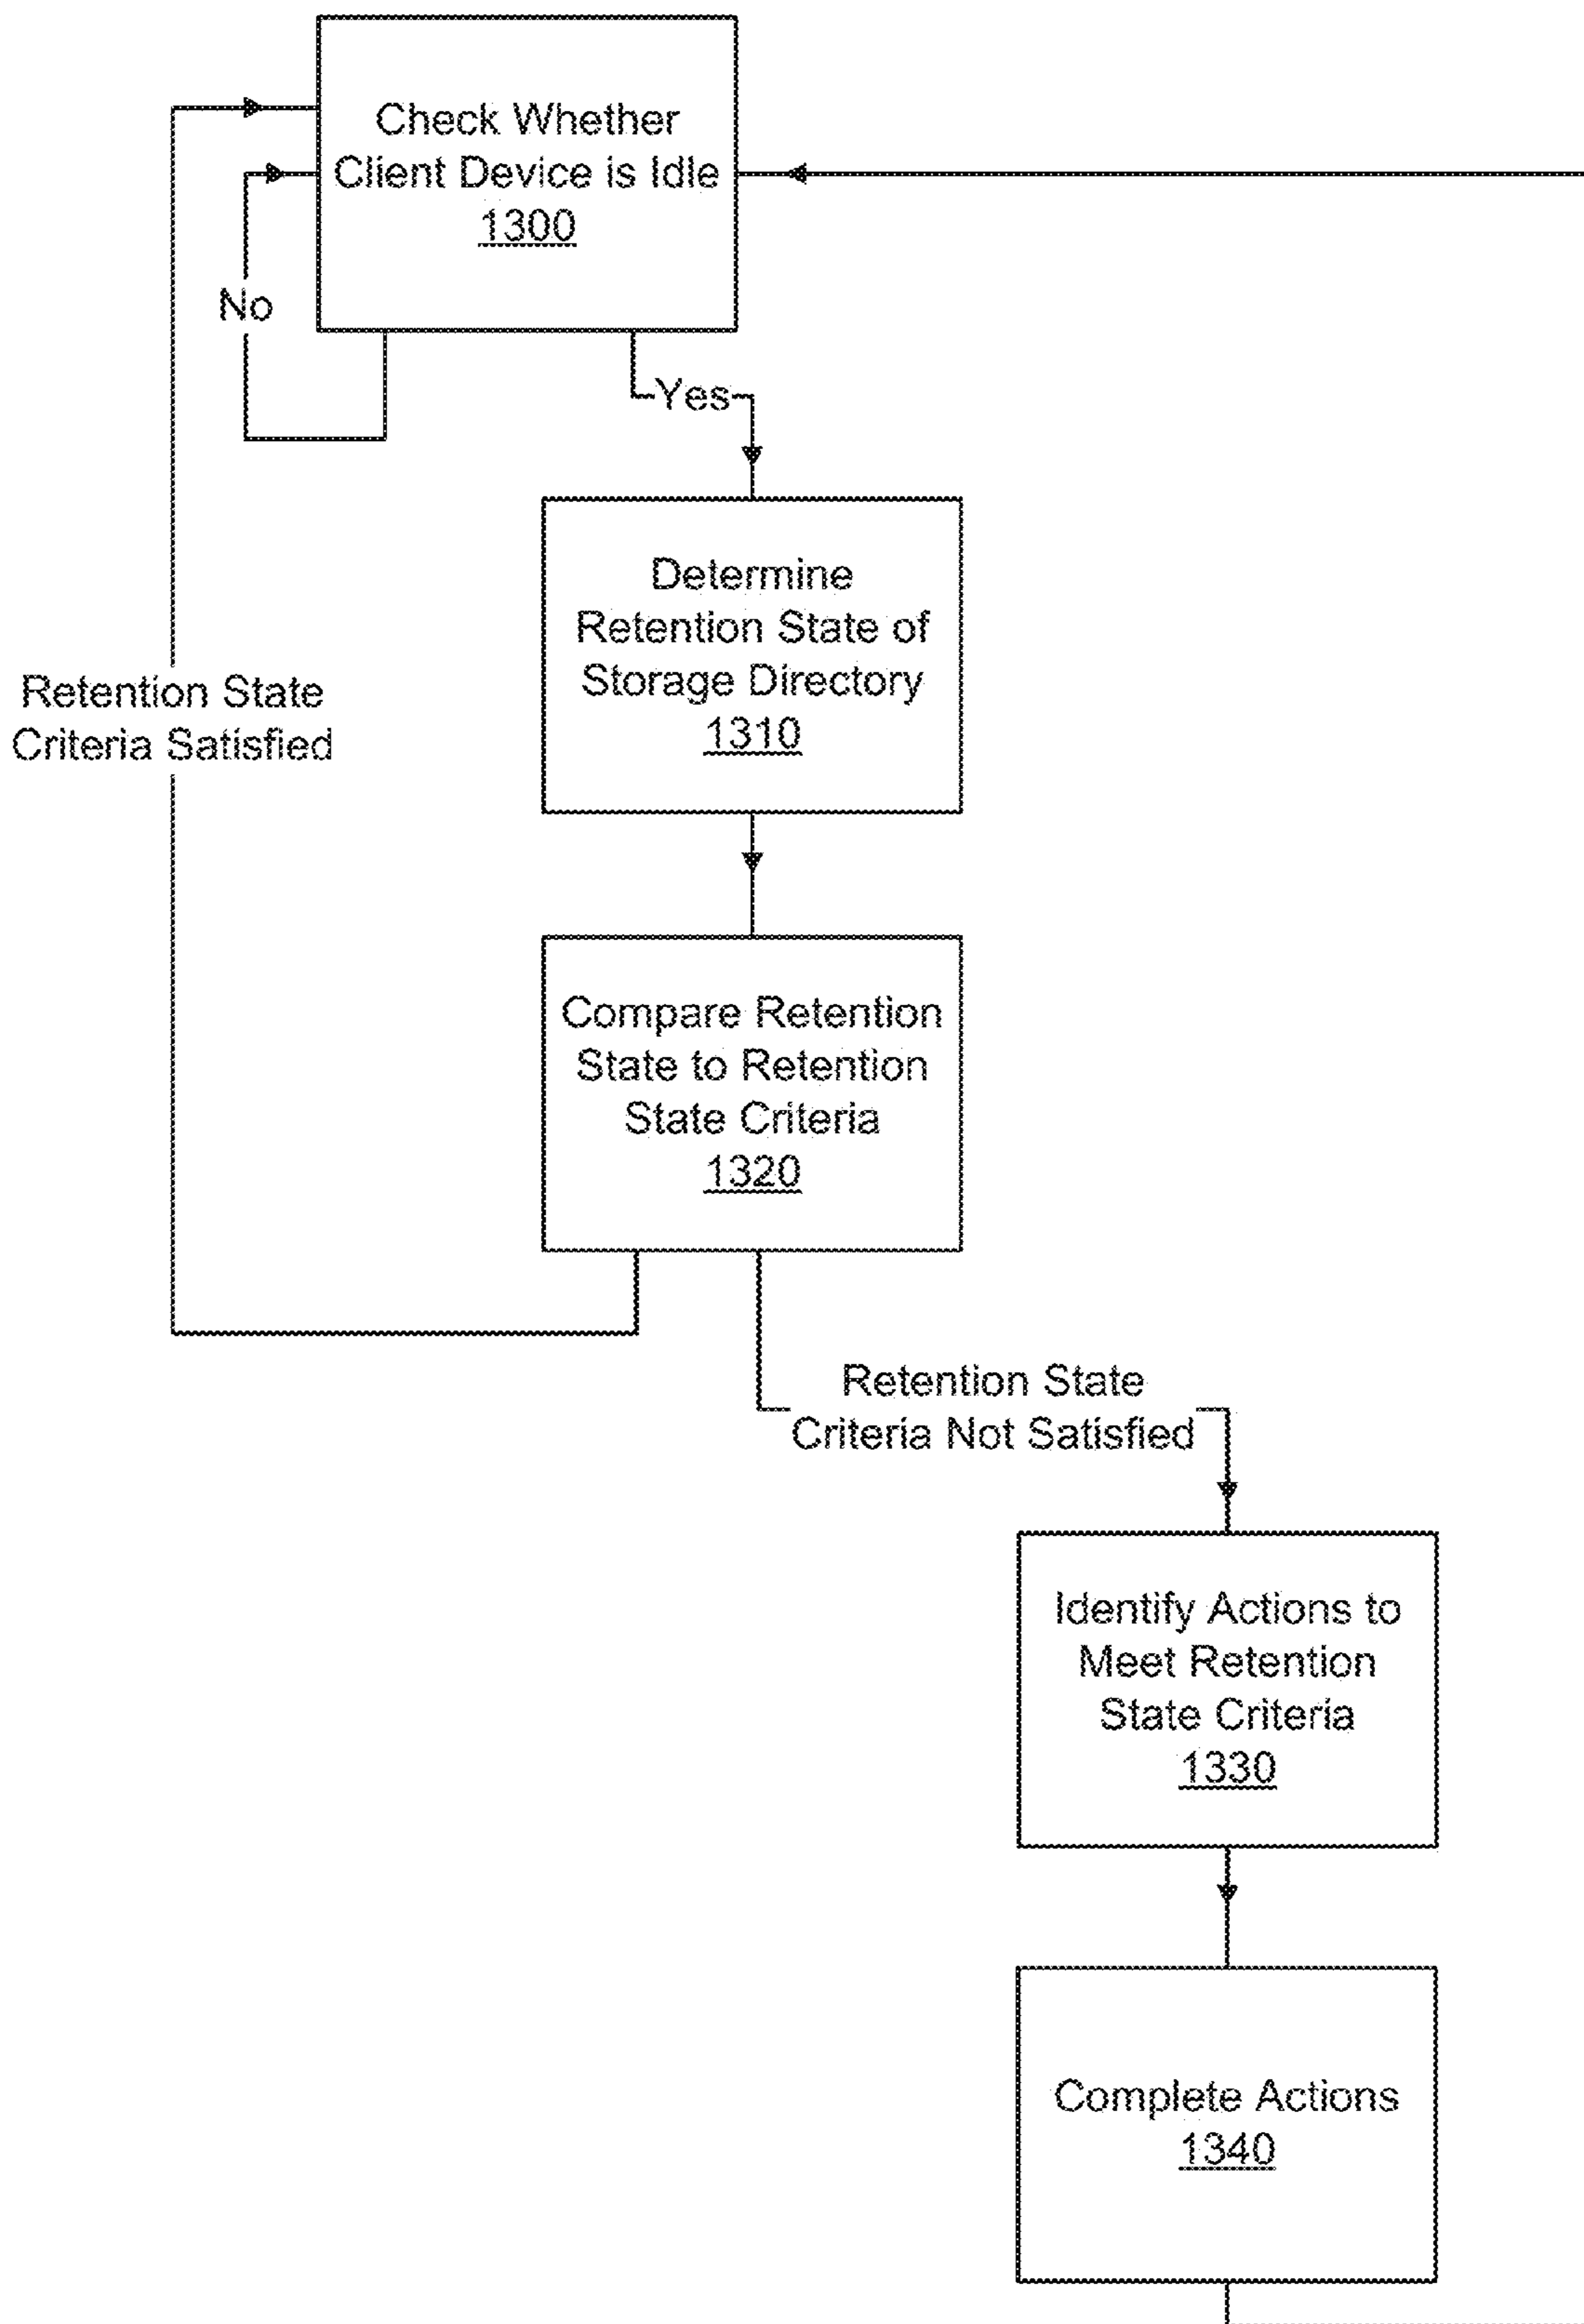 Check Whether
Client Device is Idle
1300
No
Yes
Determine
Retention State of
Storage Directory
1310
Retention State
Criteria Satisfied
Compare Retention
State to Retention
State Criteria
1320
Retention State
Criteria Not Satisfied
Identify Actions to
Meet Retention
State Criteria
1330
Complete Actions
1340